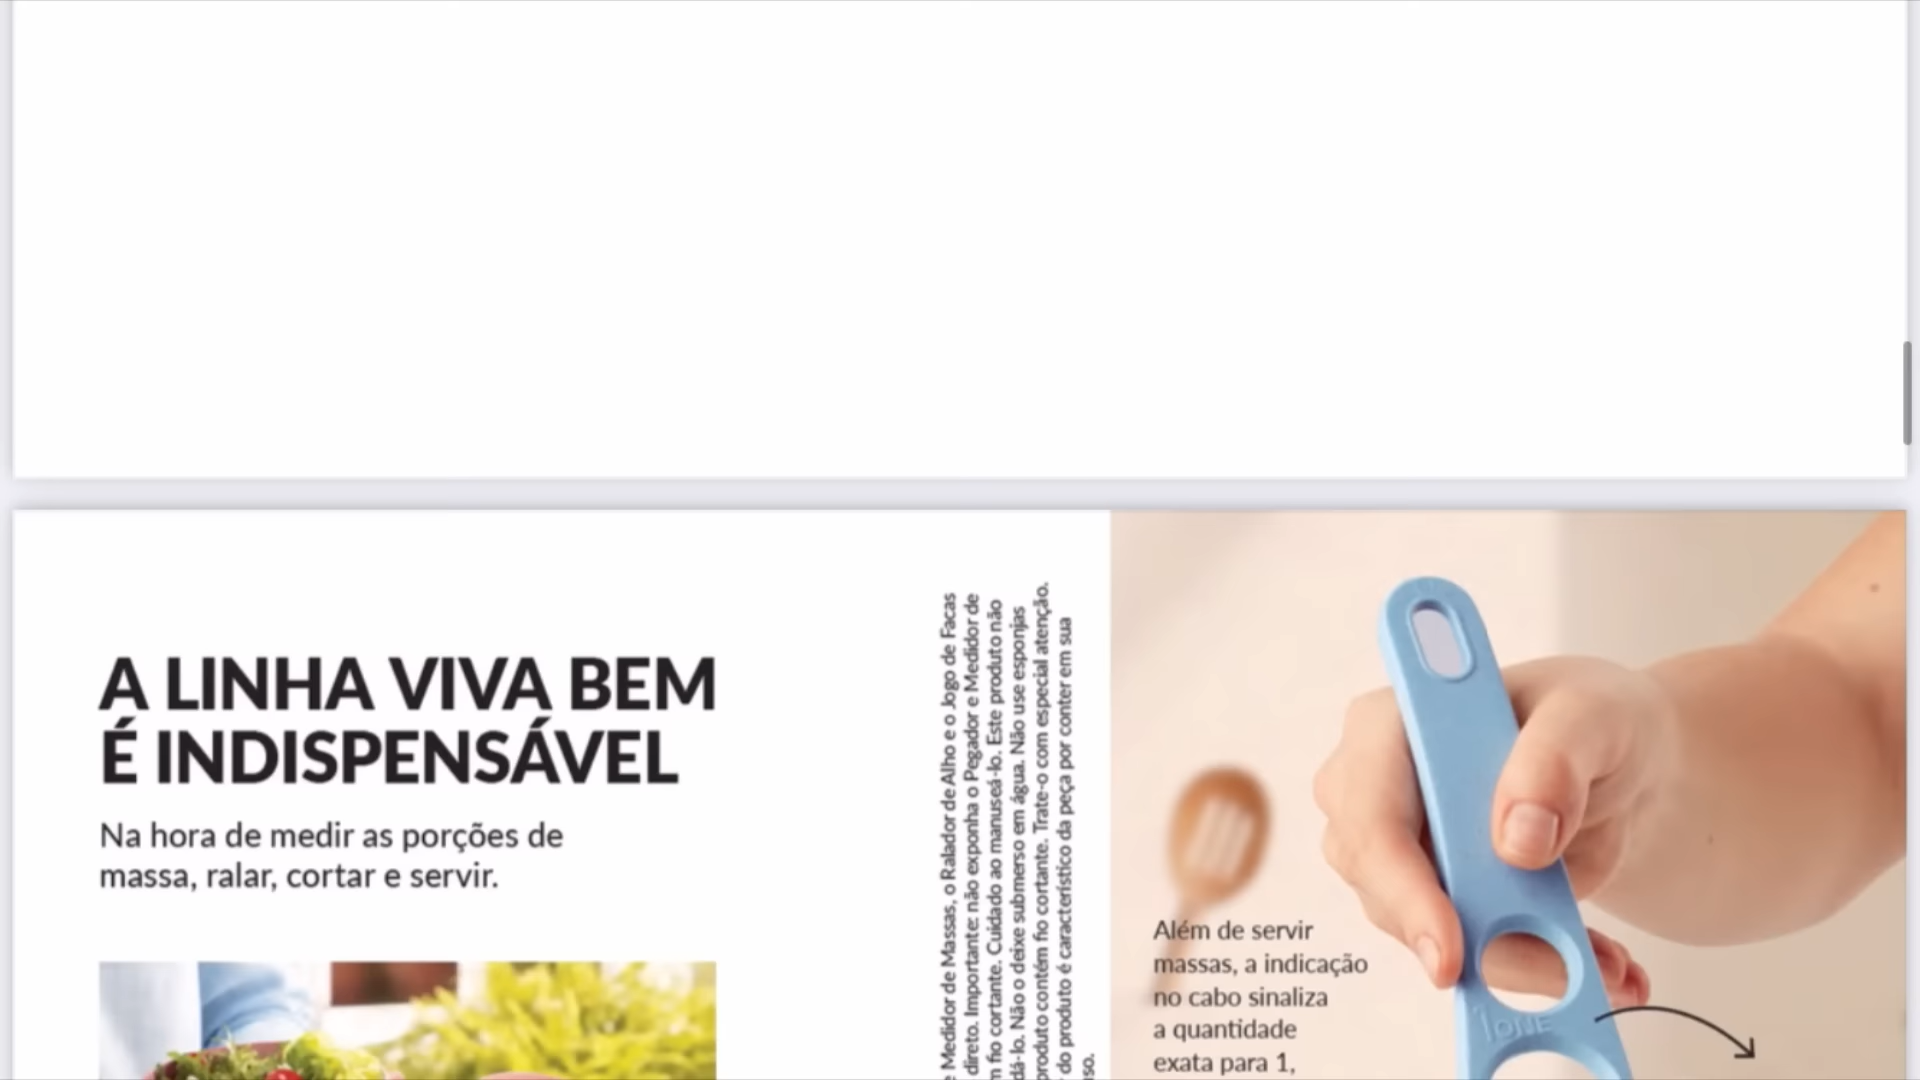 A LINHA VIVA BEM
É INDISPENSÁVEL
Na hora de medir as porções de
massa, ralar, cortar e servir.
Medidor de Massas, o Ralador de Alho e o Jogo de Facas
direto. Importante: não exponha o Pegador e Medidor de
fio cortante. Cuidado ao manuseá-lo. Este produto não
Não o deixe submerso em água. Não use esponjas
produto contém fio cortante. Trate-o com especial atenção.
do produto é característico da peça por conter em sua
Além de servir
massas, a indicação
no cabo sinaliza
a quantidade
exata para 1,
1 ONE